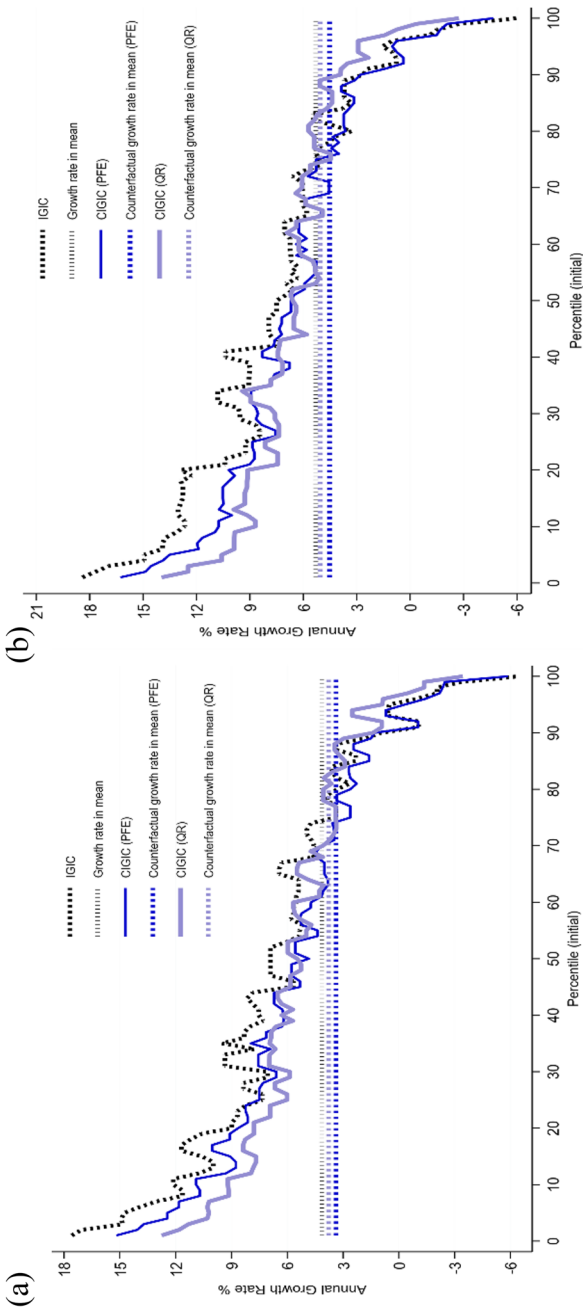 (a)
IGIC
Growth rate in mean
CIGIC (PFE)
Counterfactual growth rate in mean (PFE)
CIGIC (QR)
Counterfactual growth rate in mean (QR)
Annual Growth Rate %
18
15
12
9
6
3
0
-3
-6
0
10
20
30
40
50
60
70
80
90
100
Percentile (initial)
(b)
IGIC
Growth rate in mean
CIGIC (PFE)
Counterfactual growth rate in mean (PFE)
CIGIC (QR)
Counterfactual growth rate in mean (QR)
Annual Growth Rate %
21
18
15
12
9
6
3
0
-3
-6
0
10
20
30
40
50
60
70
80
90
100
Percentile (initial)